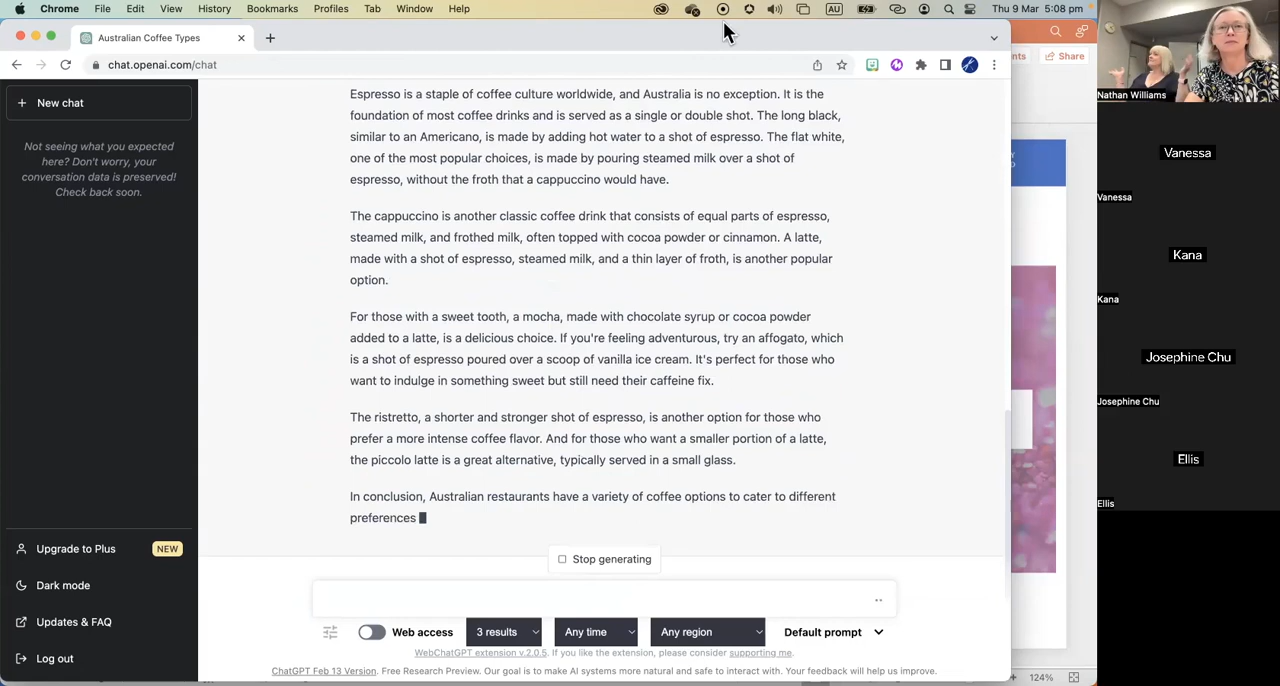 Chrome File Edit View History Bookmarks Profiles Tab Window Help AU Thu 9 Mar 5:08 pm
Australian Coffee Types
chat.openai.com/chat
Share
Nathan Williams
New chat
Not seeing what you expected
here? Don't worry, your
conversation data is preserved!
Check back soon.
Espresso is a staple of coffee culture worldwide, and Australia is no exception. It is the
foundation of most coffee drinks and is served as a single or double shot. The long black,
similar to an Americano, is made by adding hot water to a shot of espresso. The flat white,
one of the most popular choices, is made by pouring steamed milk over a shot of
espresso, without the froth that a cappuccino would have.
The cappuccino is another classic coffee drink that consists of equal parts of espresso,
steamed milk, and frothed milk, often topped with cocoa powder or cinnamon. A latte,
made with a shot of espresso, steamed milk, and a thin layer of froth, is another popular
option.
For those with a sweet tooth, a mocha, made with chocolate syrup or cocoa powder
added to a latte, is a delicious choice. If you're feeling adventurous, try an affogato, which
is a shot of espresso poured over a scoop of vanilla ice cream. It's perfect for those who
want to indulge in something sweet but still need their caffeine fix.
The ristretto, a shorter and stronger shot of espresso, is another option for those who
prefer a more intense coffee flavor. And for those who want a smaller portion of a latte,
the piccolo latte is a great alternative, typically served in a small glass.
In conclusion, Australian restaurants have a variety of coffee options to cater to different
preferences
Stop generating
Upgrade to Plus NEW
Dark mode
Updates & FAQ
Log out
Web access 3 results Any time Any region Default prompt
WebChatGPT extension v.2.0.5. If you like the extension, please consider supporting me.
ChatGPT Feb 13 Version. Free Research Preview. Our goal is to make AI systems more natural and safe to interact with. Your feedback will help us improve.
124%
Vanessa
Vanessa
Kana
Kana
Josephine Chu
Josephine Chu
Ellis
Ellis